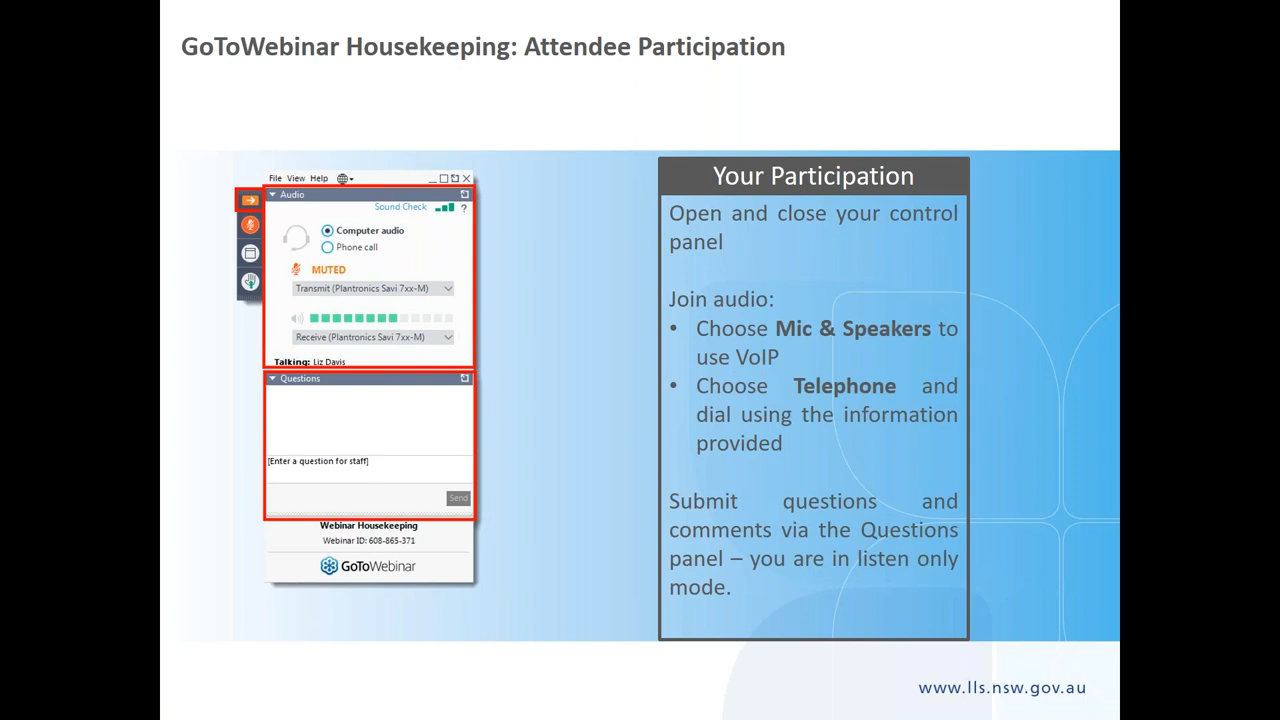 GoToWebinar Housekeeping: Attendee Participation
File View Help
Audio
Sound Check
?
Computer audio
Phone call
MUTED
Transmit (Plantronics Savi 7xx-M)
Receive (Plantronics Savi 7xx-M)
Talking: Liz Davis
Questions
[Enter a question for staff]
Send
Webinar Housekeeping
Webinar ID: 608-865-371
GoToWebinar
Your Participation
Open and close your control
panel
Join audio:
• Choose Mic & Speakers to
use VoIP
• Choose Telephone and
dial using the information
provided
Submit questions and
comments via the Questions
panel – you are in listen only
mode.
www.lls.nsw.gov.au